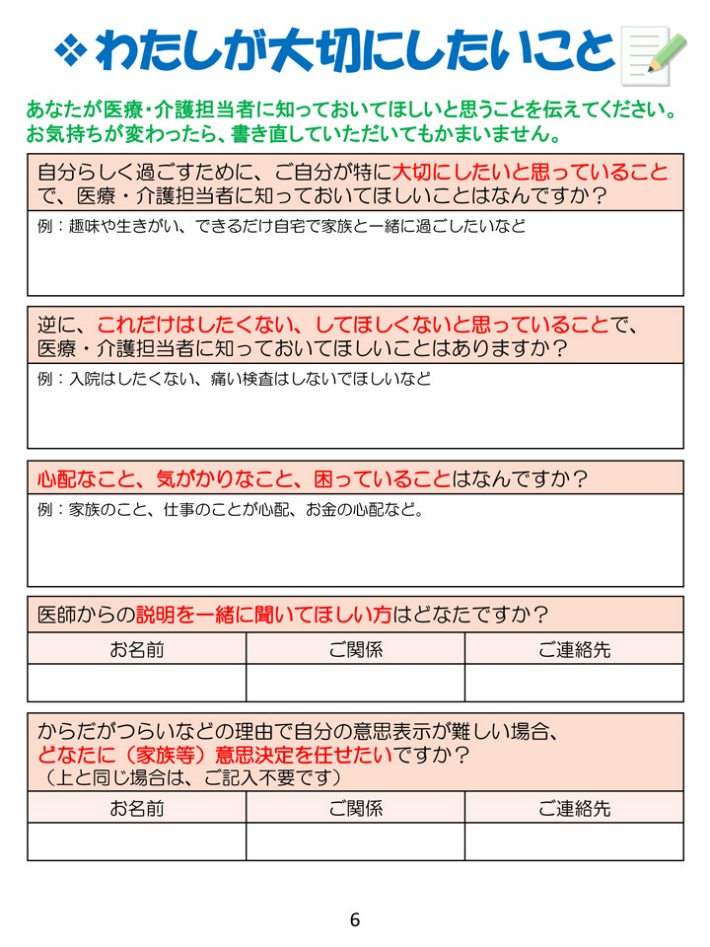 ❖わたしが大切にしたいこと
あなたが医療・介護担当者に知っておいてほしいと思うことを伝えてください。
お気持ちが変わったら、書き直していただいてもかまいません。
自分らしく過ごすために、ご自分が特に大切にしたいと思っていること
で、医療・介護担当者に知っておいてほしいことはなんですか？
例：趣味や生きがい、できるだけ自宅で家族と一緒に過ごしたいなど
逆に、これだけはしたくない、してほしくないと思っていることで、
医療・介護担当者に知っておいてほしいことはありますか？
例：入院はしたくない、痛い検査はしないでほしいなど
心配なこと、気がかりなこと、困っていることはなんですか？
例：家族のこと、仕事のことが心配、お金の心配など。
医師からの説明を一緒に聞いてほしい方はどなたですか？
お名前 ご関係 ご連絡先
からだがつらいなどの理由で自分の意思表示が難しい場合、
どなたに（家族等）意思決定を任せたいですか？
（上と同じ場合は、ご記入不要です）
お名前 ご関係 ご連絡先
6